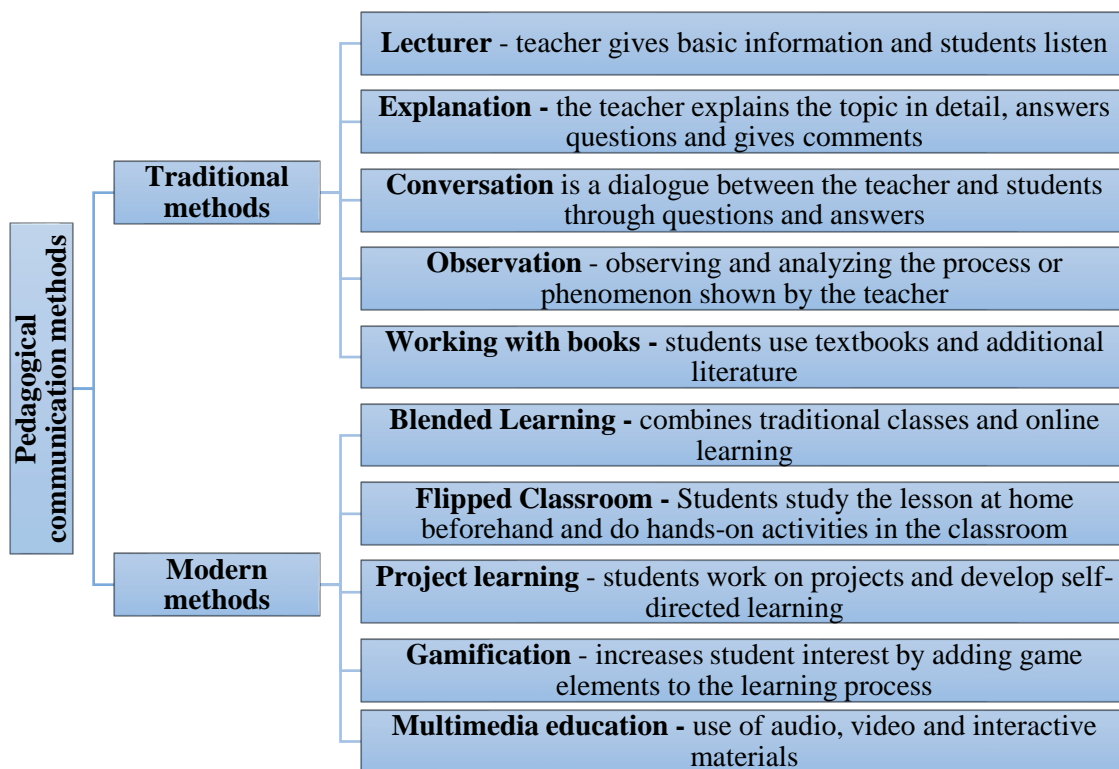 Pedagogical
communication methods
Traditional
methods
Lecturer - teacher gives basic information and students listen
Explanation - the teacher explains the topic in detail, answers
questions and gives comments
Conversation is a dialogue between the teacher and students
through questions and answers
Observation - observing and analyzing the process or
phenomenon shown by the teacher
Working with books - students use textbooks and additional
literature
Modern
methods
Blended Learning - combines traditional classes and online
learning
Flipped Classroom - Students study the lesson at home
beforehand and do hands-on activities in the classroom
Project learning - students work on projects and develop self-
directed learning
Gamification - increases student interest by adding game
elements to the learning process
Multimedia education - use of audio, video and interactive
materials